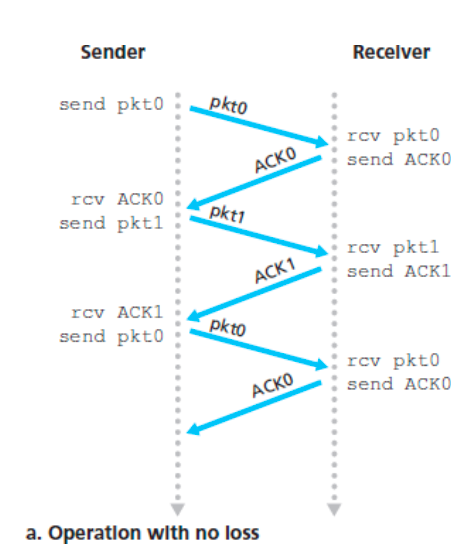 Sender
Receiver
send pkt0
pkt0
rcv pkt0
send ACK0
ACK0
rcv ACK0
send pkt1
pkt1
rcv pkt1
send ACK1
ACK1
rcv ACK1
send pkt0
pkt0
rcv pkt0
send ACK0
ACK0
a. Operation with no loss